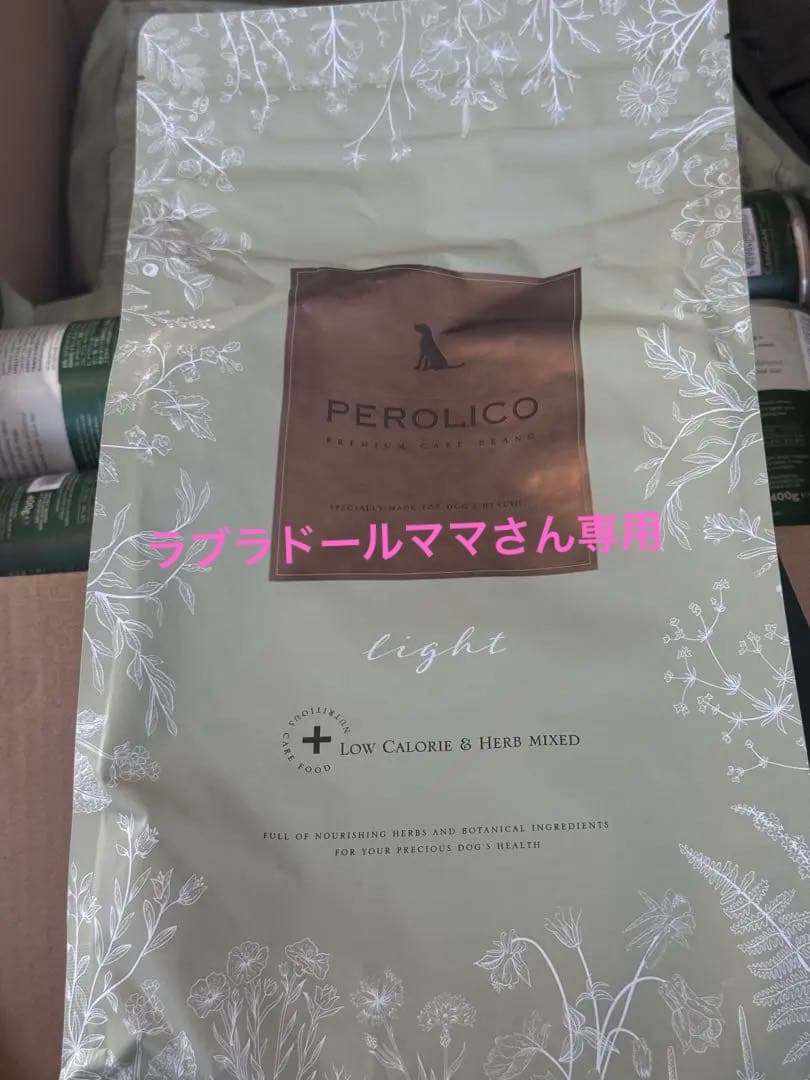 PEROLICO
PREMIUM CARE BRAND
SPECIALLY MADE FOR DOG'S HEALTH
ラブラドールママさん専用
light
NUTRITIOUS CARE FOOD
+
LOW CALORIE & HERB MIXED
FULL OF NOURISHING HERBS AND BOTANICAL INGREDIENTS
FOR YOUR PRECIOUS DOG'S HEALTH
400g